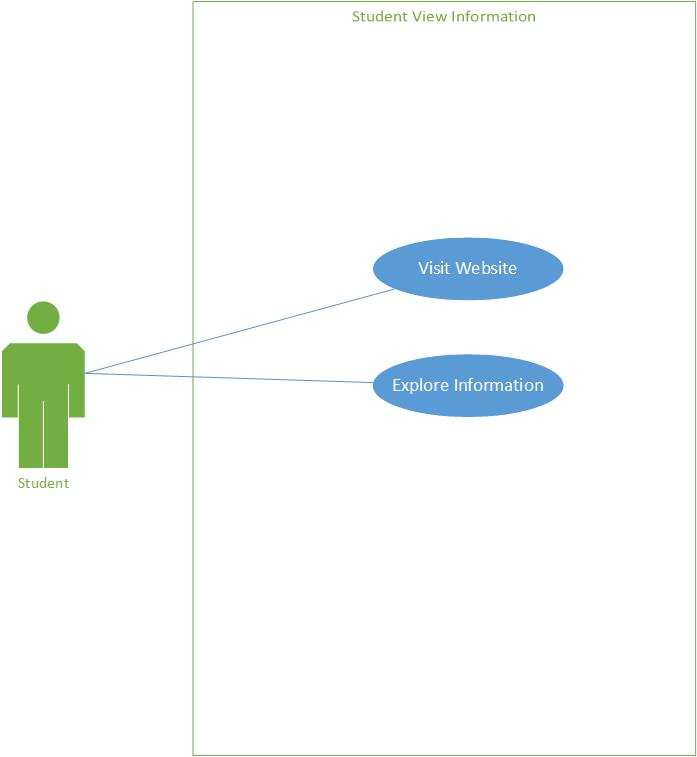 Student View Information
Visit Website
Explore Information
Student